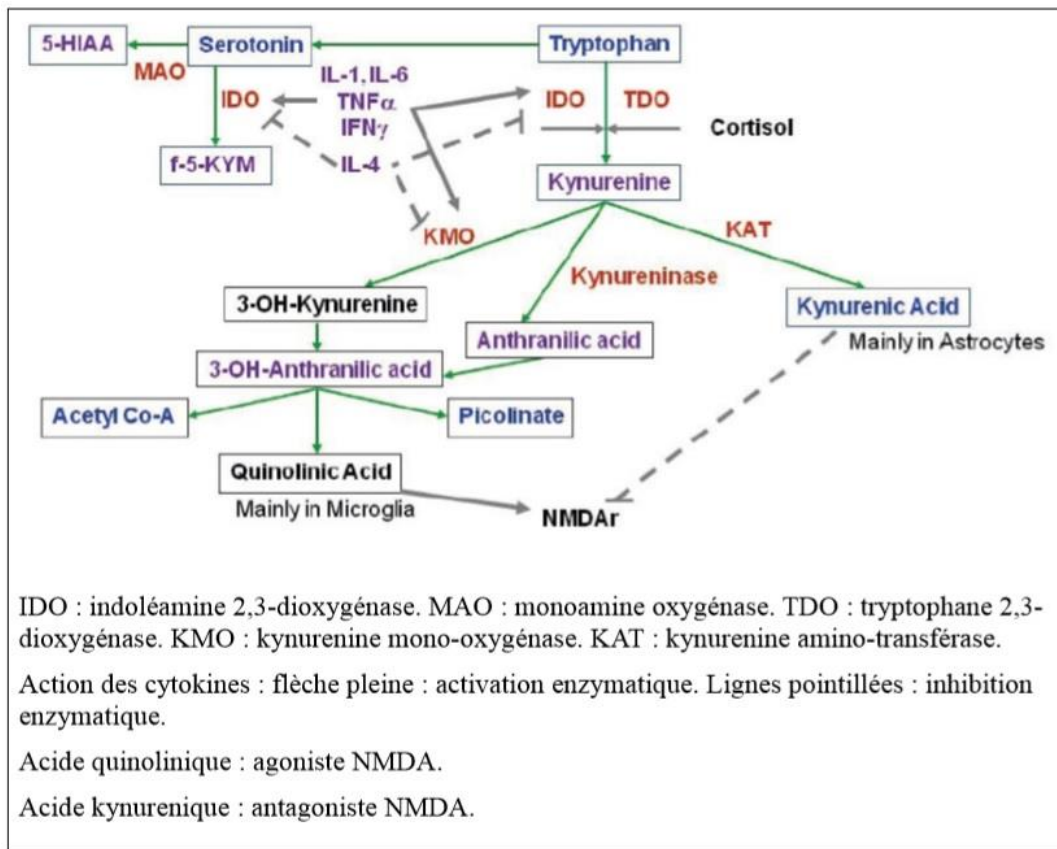 5-HIAA
Serotonin
Tryptophan
MAO
IL-1, IL-6
IDO
TNFα
IDO
TDO
IFNγ
Cortisol
f-5-KYM
IL-4
Kynurenine
KMO
KAT
Kynureninase
3-OH-Kynurenine
Kynurenic Acid
Anthranilic acid
Mainly in Astrocytes
3-OH-Anthranilic acid
Acetyl Co-A
Picolinate
Quinolinic Acid
Mainly in Microglia
NMDAr
IDO : indoléamine 2,3-dioxygénase. MAO : monoamine oxygénase. TDO : tryptophane 2,3-
dioxygénase. KMO : kynurenine mono-oxygénase. KAT : kynurenine amino-transférase.
Action des cytokines : flèche pleine : activation enzymatique. Lignes pointillées : inhibition
enzymatique.
Acide quinolinique : agoniste NMDA.
Acide kynurenique : antagoniste NMDA.